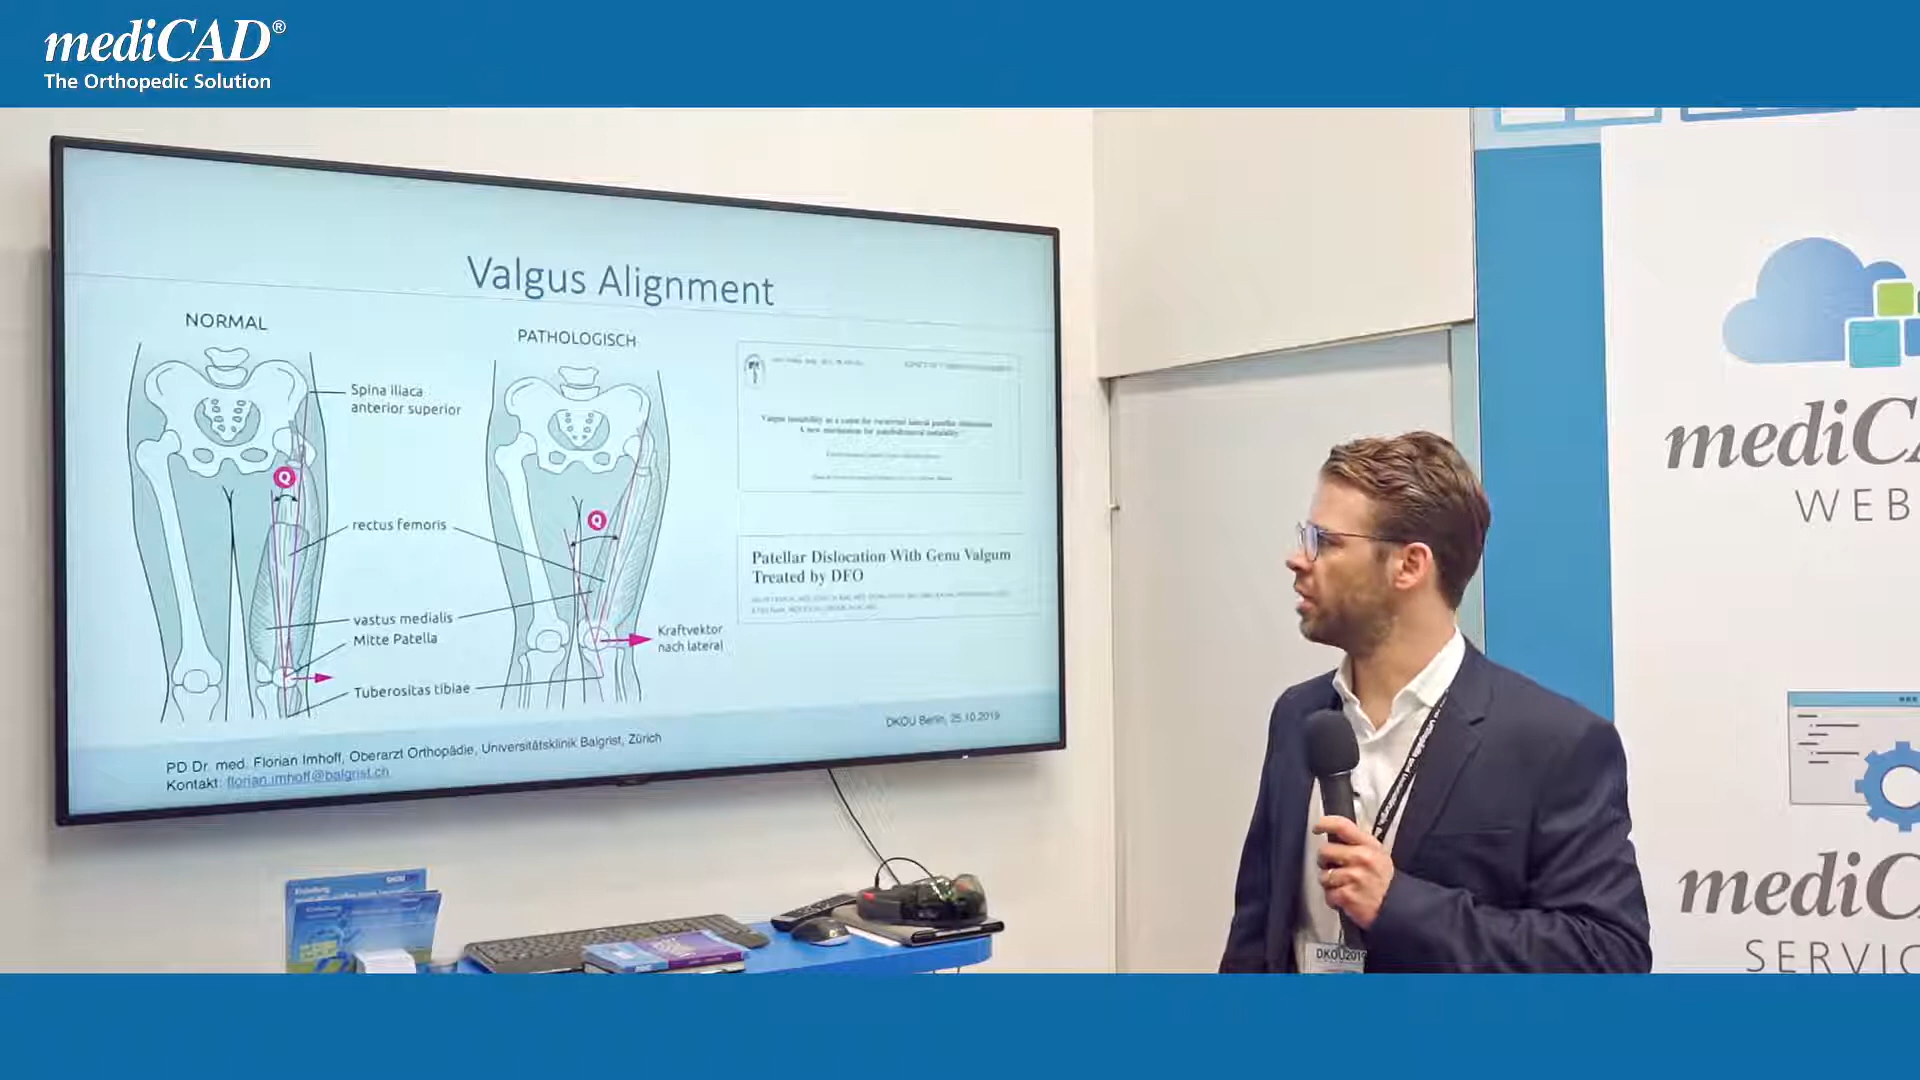 mediCAD®
The Orthopedic Solution
Valgus Alignment
NORMAL
PATHOLOGISCH
Spina iliaca
anterior superior
Q
Q
rectus femoris
vastus medialis
Mitte Patella
Tuberositas tibiae
Kraftvektor
nach lateral
Patellar Dislocation With Genu Valgum
Treated by DFO
DKOU Berlin, 25.10.2019
PD Dr. med. Florian Imhoff, Oberarzt Orthopädie, Universitätsklinik Balgrist, Zürich
Kontakt: florian.imhoff@balgrist.ch
mediCA
WEB
mediC
SERVIC
DKOU2019